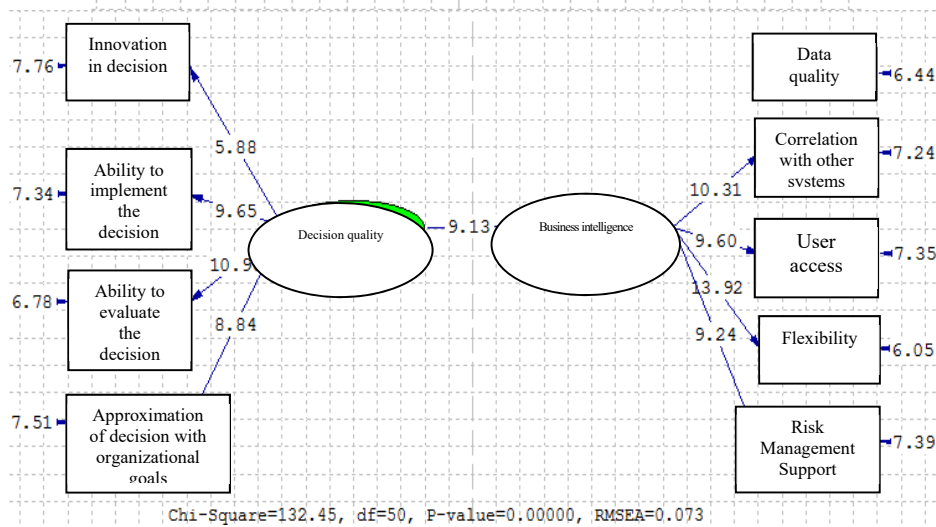 Innovation
in decision
7.76
Ability to
implement
the
decision
7.34
Ability to
evaluate
the
decision
6.78
Approximation
of decision with
organizational
goals
7.51
5.88
9.65
10.9
8.84
Decision quality
9.13
Business intelligence
10.31
9.60
13.92
9.24
Data
quality
6.44
Correlation
with other
systems
7.24
User
access
7.35
Flexibility
6.05
Risk
Management
Support
7.39
Chi-Square=132.45, df=50, P-value=0.00000, RMSEA=0.073